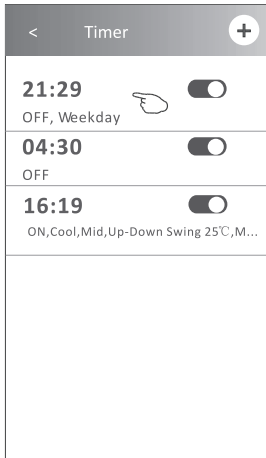 < Timer +
21:29
OFF, Weekday
04:30
OFF
16:19
ON,Cool,Mid,Up-Down Swing 25℃,M...